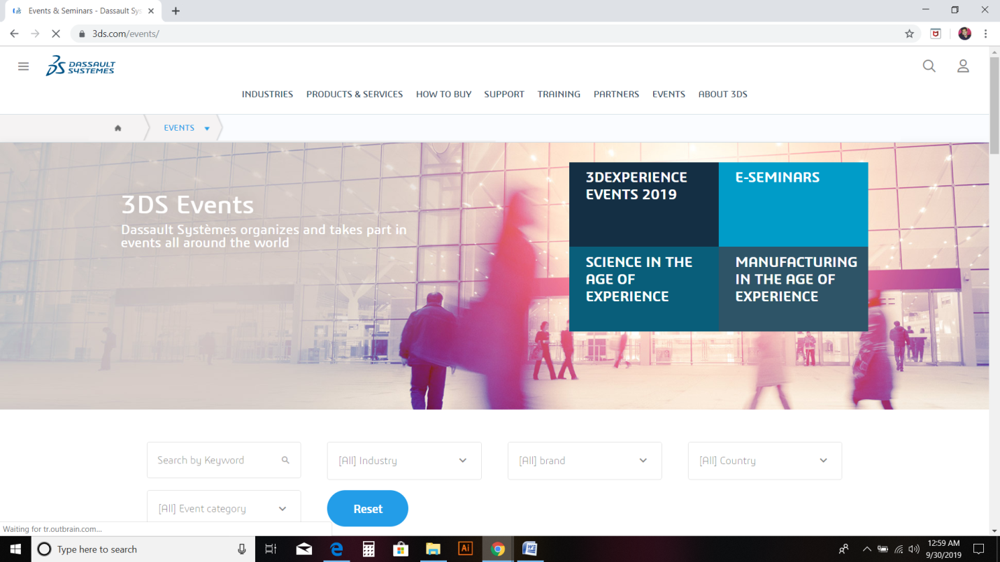 Events & Seminars - Dassault Sys
3ds.com/events/
3DS DASSAULT
SYSTEMES
INDUSTRIES PRODUCTS & SERVICES HOW TO BUY SUPPORT TRAINING PARTNERS EVENTS ABOUT 3DS
EVENTS
3DS Events
Dassault Systèmes organizes and takes part in
events all around the world
3DEXPERIENCE
EVENTS 2019
E-SEMINARS
SCIENCE IN THE
AGE OF
EXPERIENCE
MANUFACTURING
IN THE AGE OF
EXPERIENCE
Search by Keyword
[All] Industry
[All] brand
[All] Country
[All] Event category
Reset
Waiting for tr.outbrain.com...
Type here to search
Ai
12:59 AM
9/30/2019